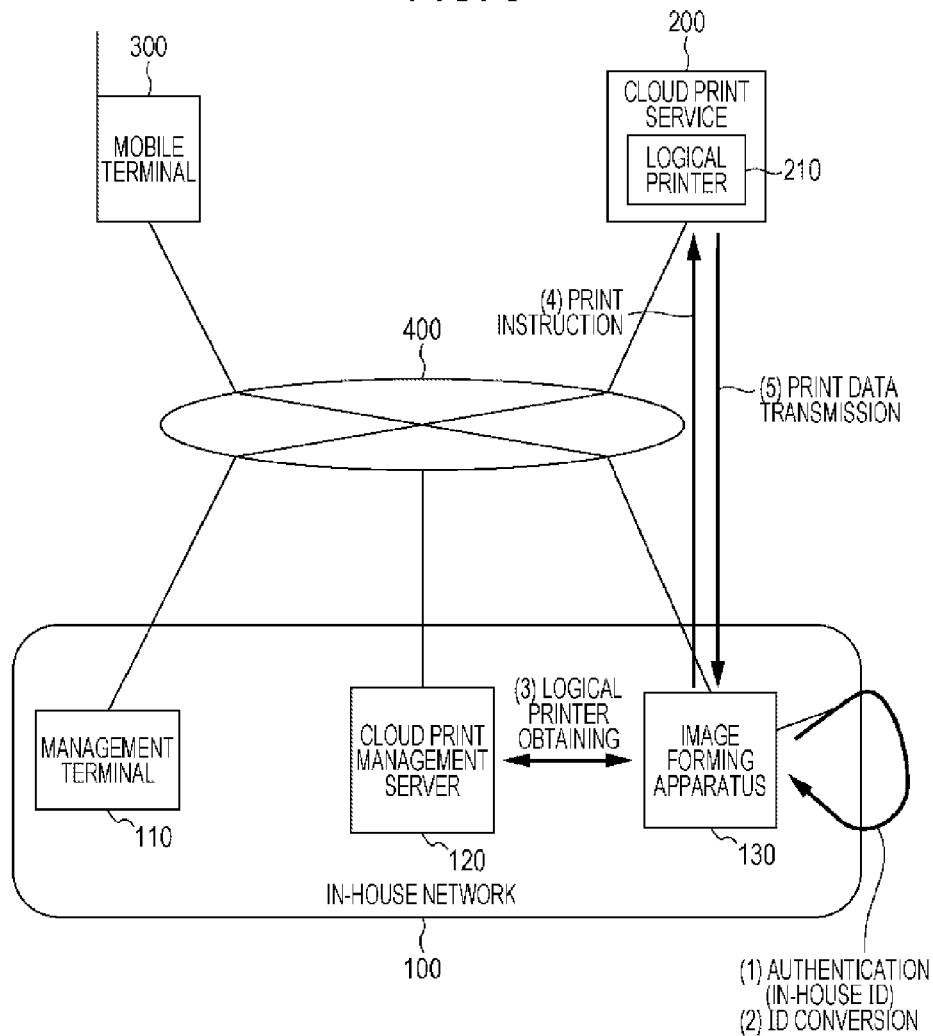 300
MOBILE
TERMINAL
200
CLOUD PRINT
SERVICE
LOGICAL
PRINTER
210
(4) PRINT
INSTRUCTION
400
(5) PRINT DATA
TRANSMISSION
MANAGEMENT
TERMINAL
110
CLOUD PRINT
MANAGEMENT
SERVER
120
(3) LOGICAL
PRINTER
OBTAINING
IMAGE
FORMING
APPARATUS
130
IN-HOUSE NETWORK
100
(1) AUTHENTICATION
(IN-HOUSE ID)
(2) ID CONVERSION